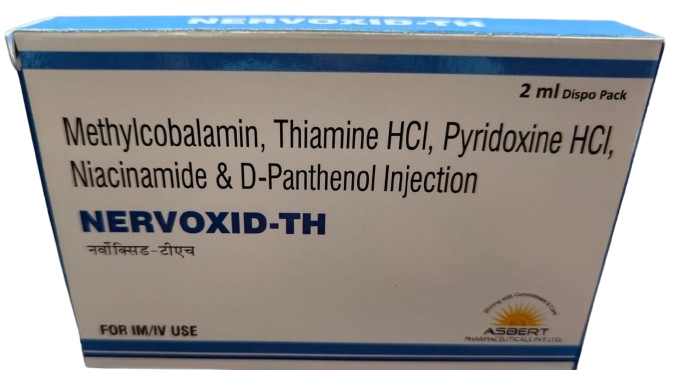 NERVOXID-TH
2 ml Dispo Pack
Methylcobalamin, Thiamine HCl, Pyridoxine HCl,
Niacinamide & D-Panthenol Injection
NERVOXID-TH
नर्वोक्सिड-टीएच
FOR IM/IV USE
ASBERT
PHARMACEUTICALS PVT. LTD.